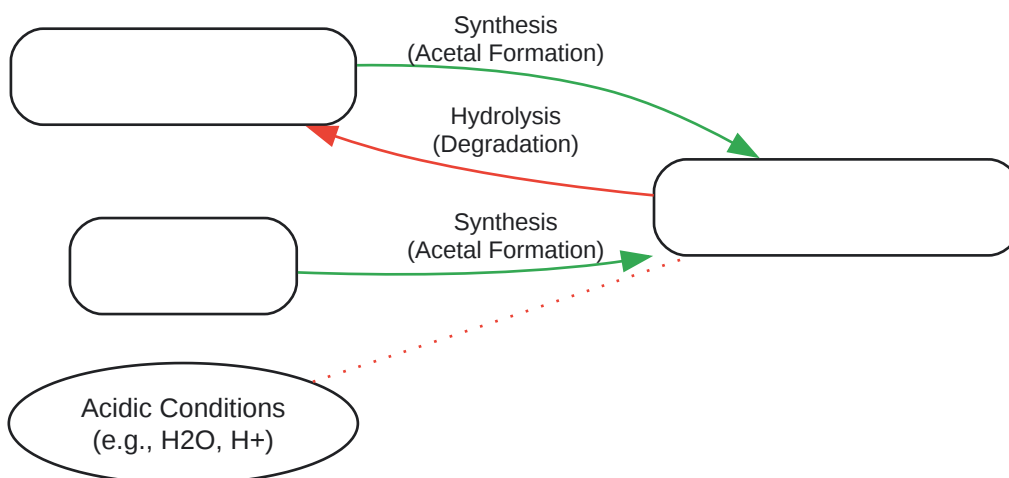 Synthesis
(Acetal Formation)
Hydrolysis
(Degradation)
Synthesis
(Acetal Formation)
Acidic Conditions
(e.g., H2O, H+)